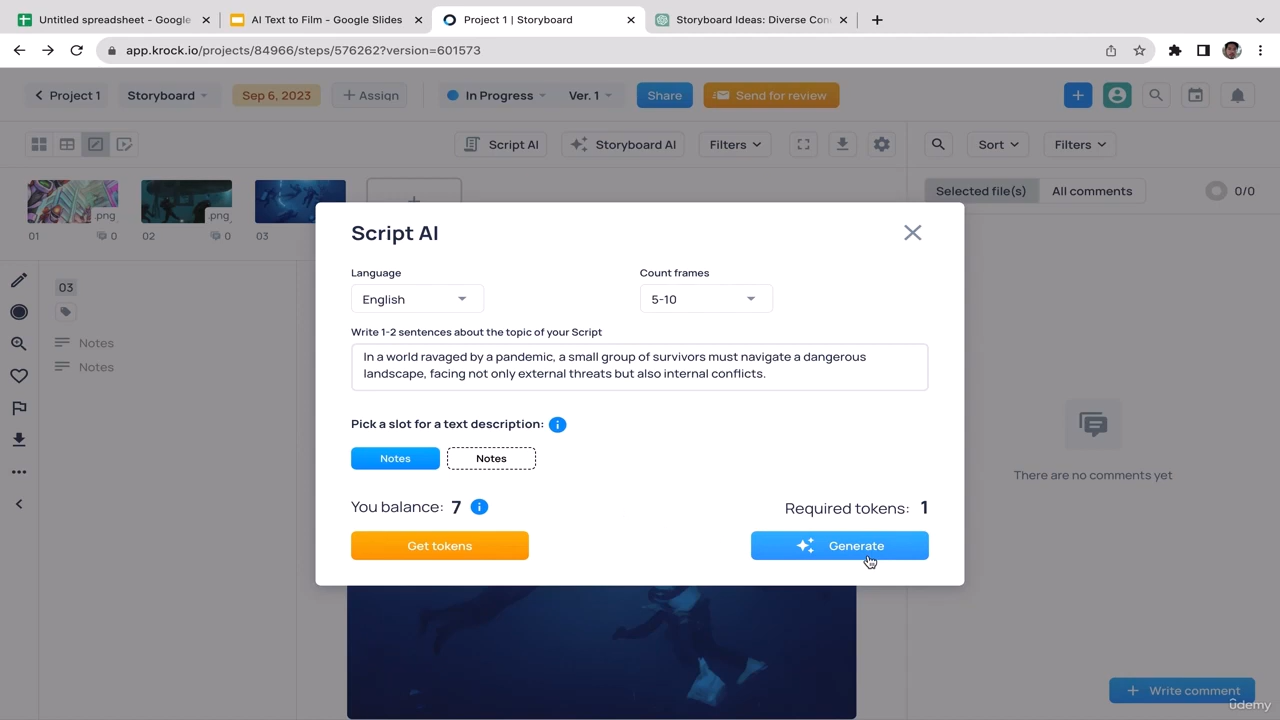 Untitled spreadsheet - Google
AI Text to Film - Google Slides
Project 1 | Storyboard
Storyboard Ideas: Diverse Con
app.krock.io/projects/84966/steps/576262?version=601573
Project 1
Storyboard
Sep 6, 2023
Assign
In Progress
Ver. 1
Share
Send for review
Script AI
Storyboard AI
Filters
Sort
Filters
.png
.png
Selected file(s)
All comments
0/0
01
0
02
0
03
Script AI
Language
Count frames
English
5-10
Write 1-2 sentences about the topic of your Script
In a world ravaged by a pandemic, a small group of survivors must navigate a dangerous
landscape, facing not only external threats but also internal conflicts.
Pick a slot for a text description:
Notes
Notes
You balance: 7
Required tokens: 1
Get tokens
Generate
03
Notes
Notes
There are no comments yet
Write comment
ûdemy